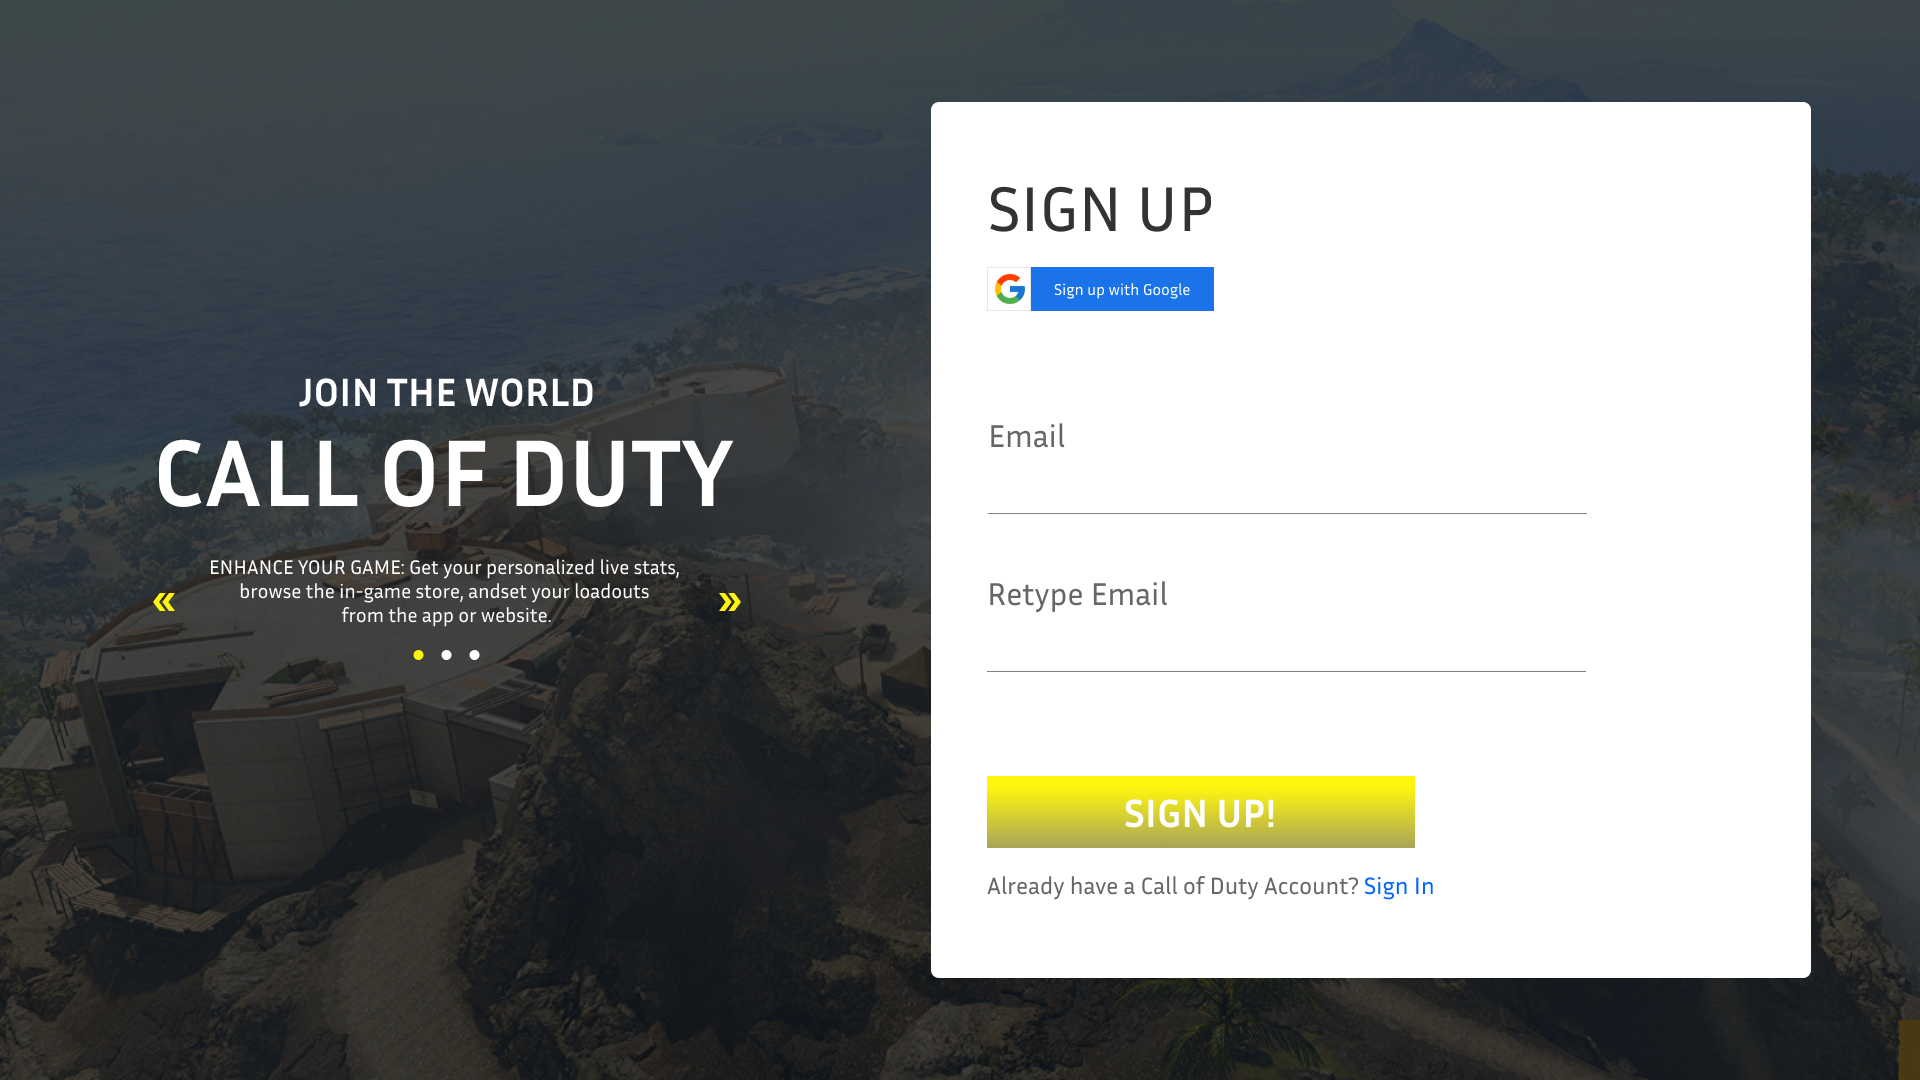 JOIN THE WORLD
CALL OF DUTY
ENHANCE YOUR GAME: Get your personalized live stats,
browse the in-game store, andset your loadouts
from the app or website.
SIGN UP
Sign up with Google
Email
Retype Email
SIGN UP!
Already have a Call of Duty Account? Sign In